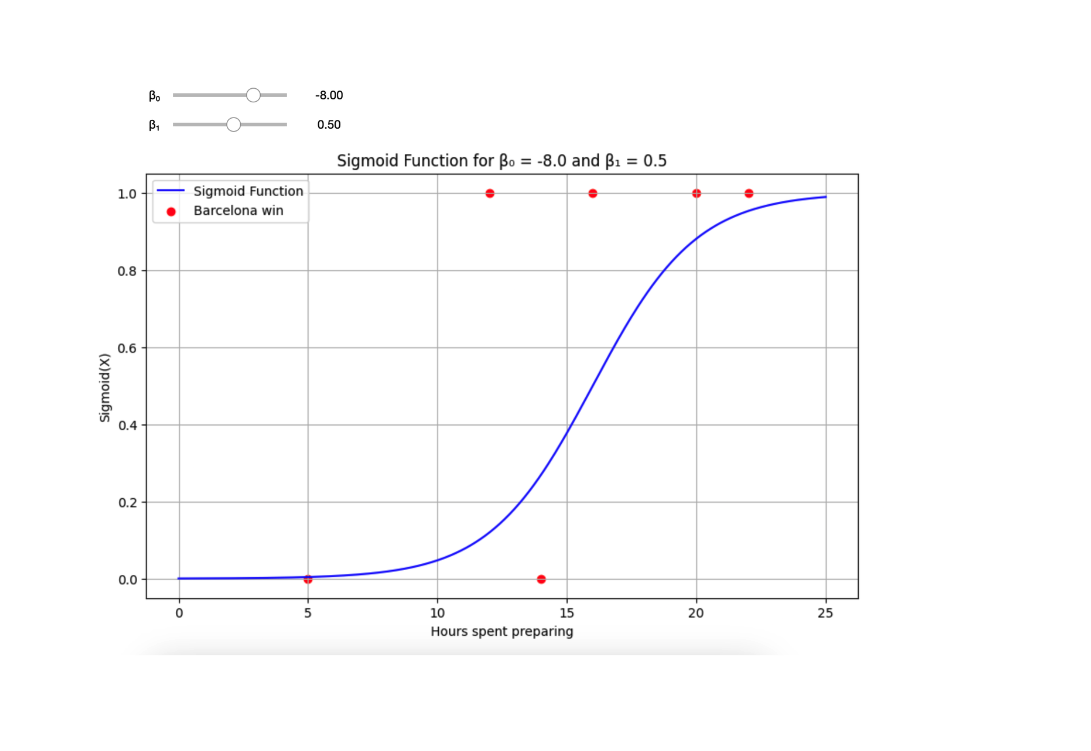 β₀ -8.00
β₁ 0.50
Sigmoid Function for β₀ = -8.0 and β₁ = 0.5
Sigmoid Function
Barcelona win
1.0
0.8
0.6
0.4
0.2
0.0
Sigmoid(X)
0 5 10 15 20 25
Hours spent preparing